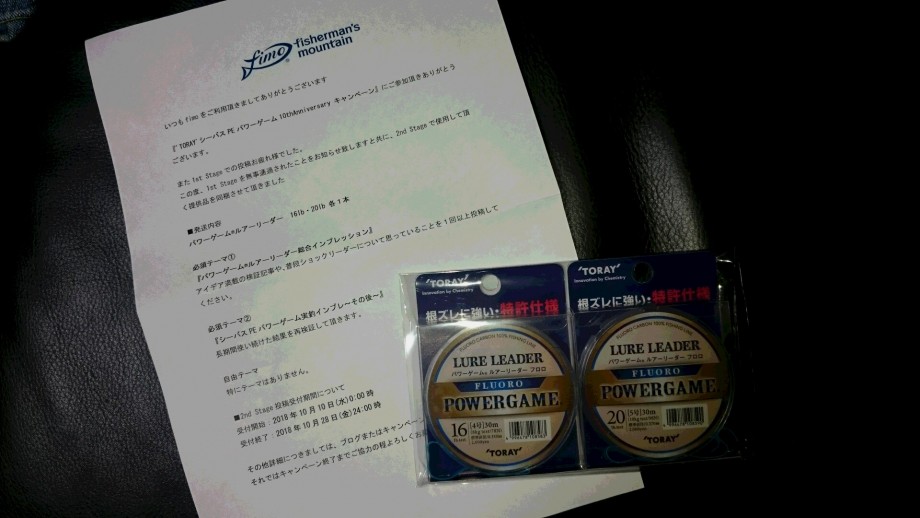 fimo
fisherman's
mountain
いつも fimo をご利用頂きましてありがとうございます
『'TORAY' シーバス PE パワーゲーム 10thAnniversary キャンペーン』にご参加頂きありがとう
ございます。
また 1st Stage での投稿お疲れ様でした。
この度、1st Stage を無事通過されたことをお知らせ致しますと共に、2nd Stage で使用して頂
く提供品を同梱させて頂きました
■発送内容
パワーゲーム®ルアーリーダー 16lb・20lb 各1本
必須テーマ①
『パワーゲーム®ルアーリーダー総合インプレッション』
アイデア満載の検証記事や、普段ショックリーダーについて思っていることを1回以上投稿して
ください。
必須テーマ②
『シーバス PE パワーゲーム実釣インプレ～その後～』
長期間使い続けた結果を再検証して頂きます。
自由テーマ
特にテーマはありません。
■2nd Stage 投稿受付期間について
受付開始：2018年10月10日(水)0:00時
受付終了：2018年10月28日(金)24:00時
その他詳細につきましては、ブログまたはキャンペーン
それではキャンペーン終了までご協力の程よろしくお
'TORAY'
Innovation by Chemistry
根ズレに強い・特許仕様
FLUORO CARBON 100% FISHING LINE
LURE LEADER
パワーゲーム® ルアーリーダー フロロ
FLUORO
POWERGAME
16
[4号]30m
'TORAY'
'TORAY'
Innovation by Chemistry
根ズレに強い・特許仕様
FLUORO CARBON 100% FISHING LINE
LURE LEADER
パワーゲーム® ルアーリーダー フロロ
FLUORO
POWERGAME
20
[5号]30m
'TORAY'